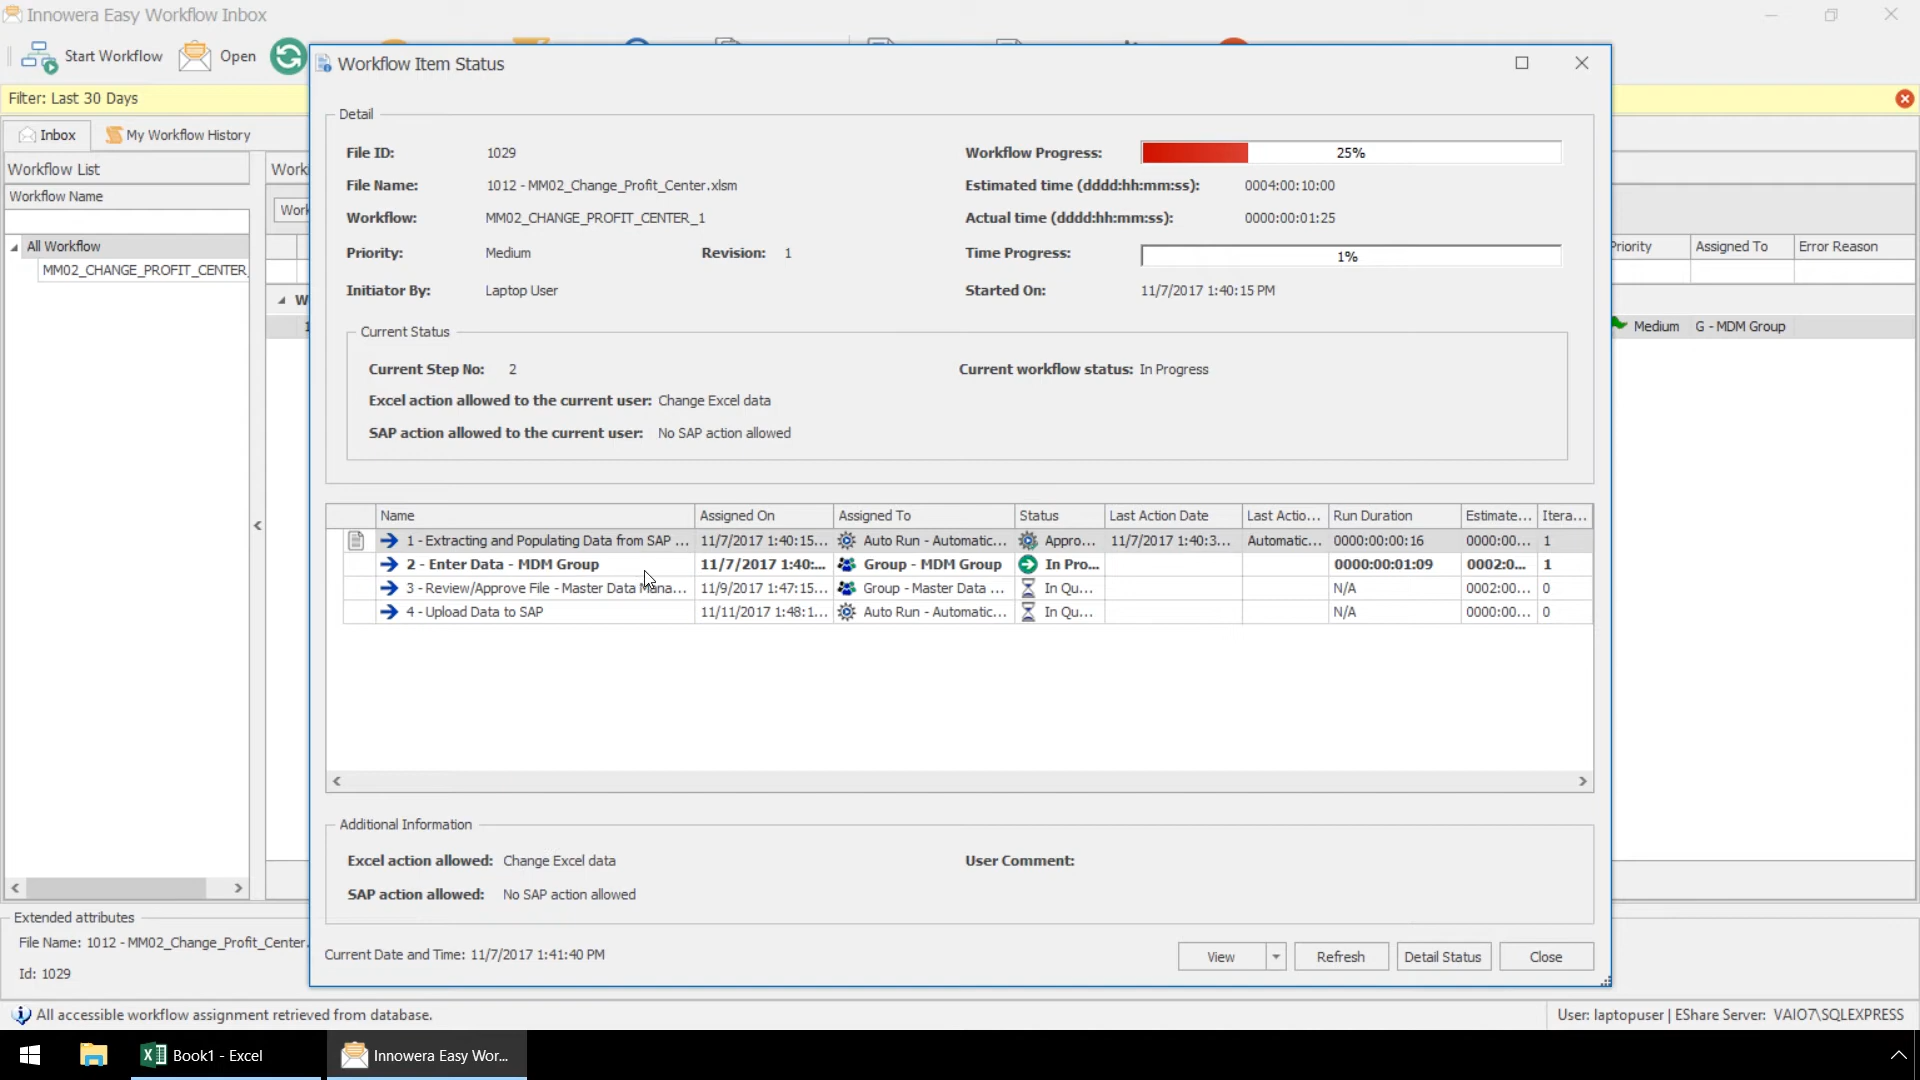 Innowera Easy Workflow Inbox
Start Workflow
Open
Filter: Last 30 Days
Inbox
My Workflow History
Workflow List
Workflow Name
All Workflow
MM02_CHANGE_PROFIT_CENTER_
Work
Work
W
1
Priority
Assigned To
Error Reason
Medium
G - MDM Group
Workflow Item Status
Detail
File ID: 1029
Workflow Progress: 25%
File Name: 1012 - MM02_Change_Profit_Center.xlsm
Estimated time (dddd:hh:mm:ss): 0004:00:10:00
Workflow: MM02_CHANGE_PROFIT_CENTER_1
Actual time (dddd:hh:mm:ss): 0000:00:01:25
Priority: Medium Revision: 1
Time Progress: 1%
Initiator By: Laptop User
Started On: 11/7/2017 1:40:15 PM
Current Status
Current Step No: 2
Current workflow status: In Progress
Excel action allowed to the current user: Change Excel data
SAP action allowed to the current user: No SAP action allowed
Name Assigned On Assigned To Status Last Action Date Last Actio... Run Duration Estimate... Itera...
1 - Extracting and Populating Data from SAP ... 11/7/2017 1:40:15... Auto Run - Automatic... Appro... 11/7/2017 1:40:3... Automatic... 0000:00:00:16 0000:00... 1
2 - Enter Data - MDM Group 11/7/2017 1:40:... Group - MDM Group In Pro... 0000:00:01:09 0002:0... 1
3 - Review/Approve File - Master Data Mana... 11/9/2017 1:47:15... Group - Master Data ... In Qu... N/A 0002:00... 0
4 - Upload Data to SAP 11/11/2017 1:48:1... Auto Run - Automatic... In Qu... N/A 0000:00... 0
Additional Information
Excel action allowed: Change Excel data
User Comment:
SAP action allowed: No SAP action allowed
Current Date and Time: 11/7/2017 1:41:40 PM
View
Refresh
Detail Status
Close
Extended attributes
File Name: 1012 - MM02_Change_Profit_Center.
Id: 1029
All accessible workflow assignment retrieved from database.
User: laptopuser | EShare Server: VAIO7\SQLEXPRESS
Book1 - Excel
Innowera Easy Wor...